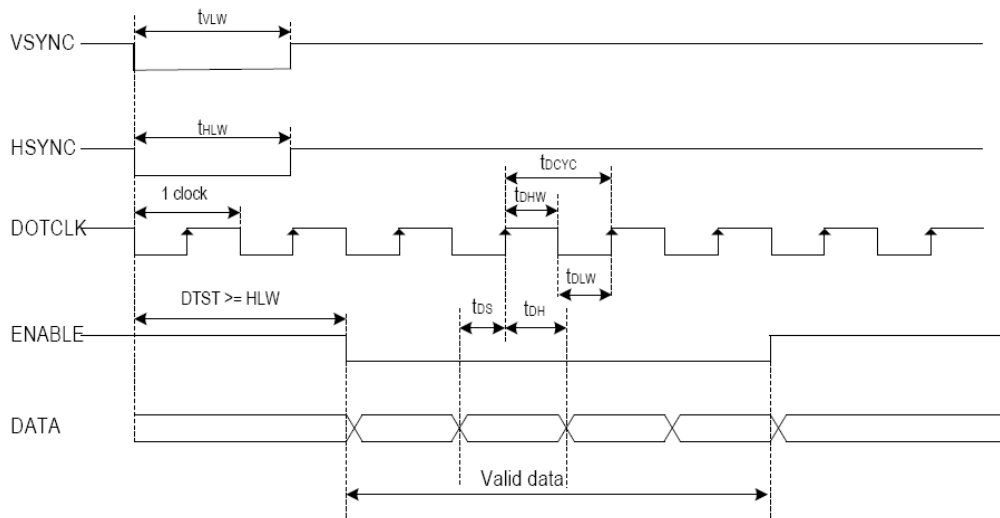 tVLW
VSYNC
tHLW
HSYNC
tDCYC
1 clock
tDHW
DOTCLK
tDLW
DTST >= HLW
tDS
tDH
ENABLE
DATA
Valid data